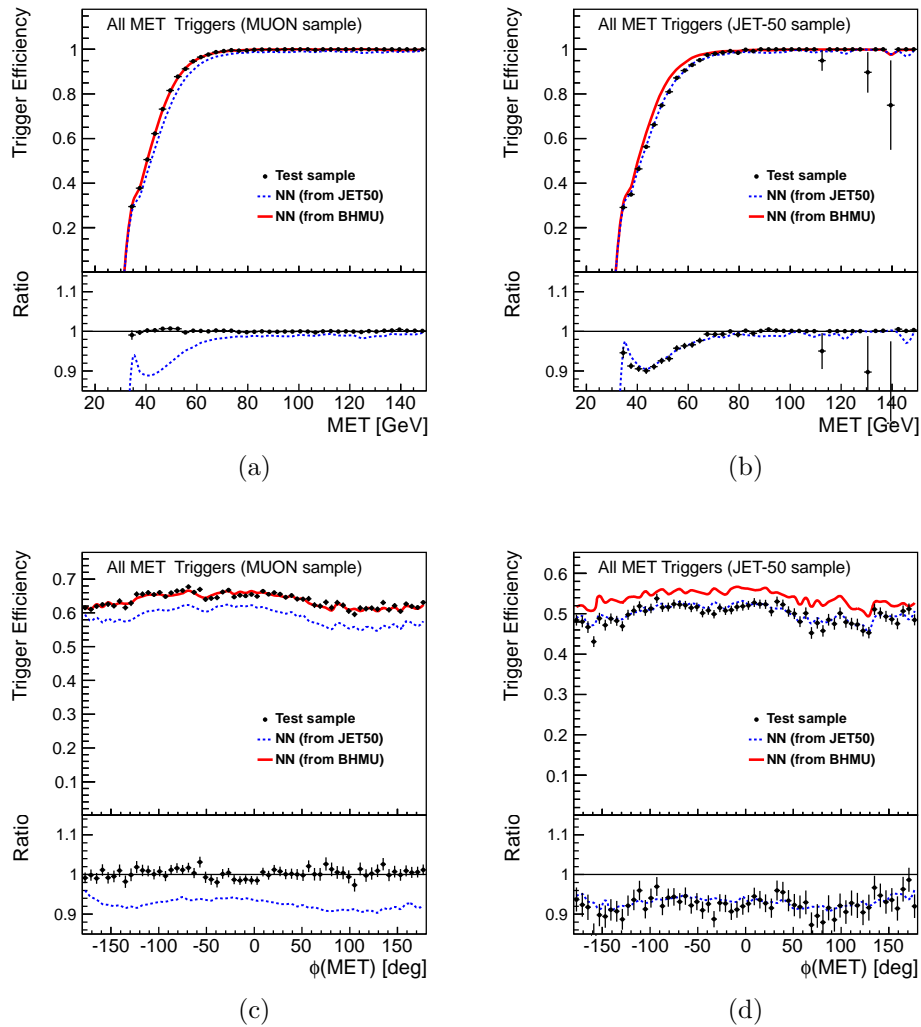 All MET Triggers (MUON sample)
Trigger Efficiency
1
0.8
0.6
0.4
0.2
Test sample
NN (from JET50)
NN (from BHMU)
Ratio
1.1
1
0.9
20 40 60 80 100 120 140
MET [GeV]
(a)
All MET Triggers (JET-50 sample)
Trigger Efficiency
1
0.8
0.6
0.4
0.2
Test sample
NN (from JET50)
NN (from BHMU)
Ratio
1.1
1
0.9
20 40 60 80 100 120 140
MET [GeV]
(b)
All MET Triggers (MUON sample)
Trigger Efficiency
0.7
0.6
0.5
0.4
0.3
0.2
0.1
Test sample
NN (from JET50)
NN (from BHMU)
Ratio
1.1
1
0.9
-150 -100 -50 0 50 100 150
ϕ(MET) [deg]
(c)
All MET Triggers (JET-50 sample)
Trigger Efficiency
0.6
0.5
0.4
0.3
0.2
0.1
Test sample
NN (from JET50)
NN (from BHMU)
Ratio
1.1
1
0.9
-150 -100 -50 0 50 100 150
ϕ(MET) [deg]
(d)